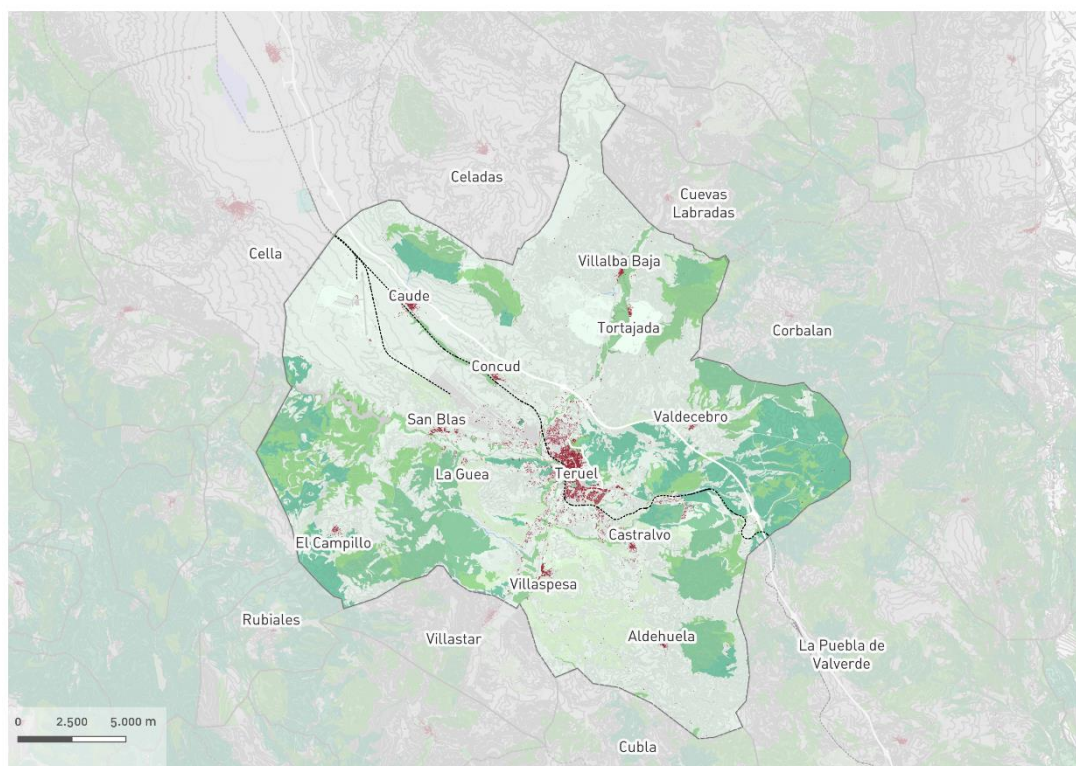 Celadas
Cuevas
Labradas
Cella
Villalba Baja
Caude
Tortajada
Corbalan
Concud
San Blas
Valdecebro
La Guea
Teruel
El Campillo
Castralvo
Villaspesa
Rubiales
Villastar
Aldehuela
La Puebla de
Valverde
0 2.500 5.000 m
Cubla